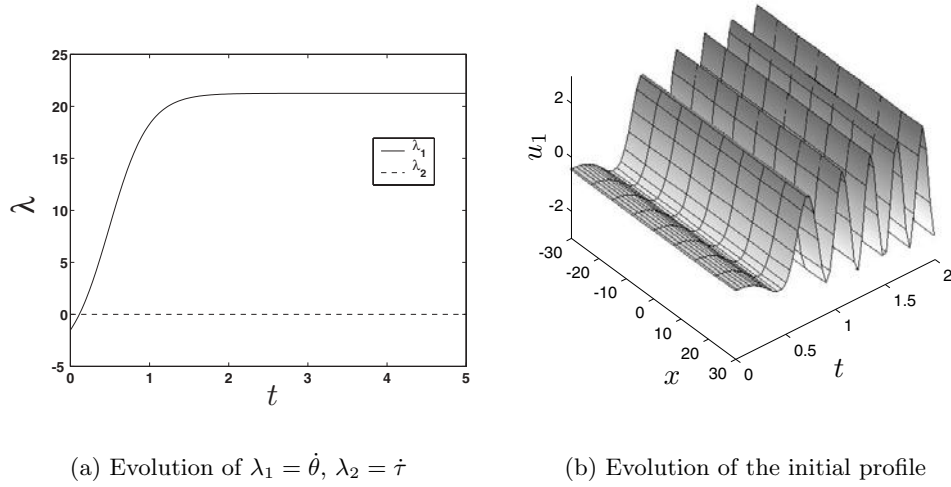 25
20
15
10
5
0
-5
λ
0 1 2 3 4 5
t
λ1
λ2
2
0
-2
u1
-30
-20
-10
0
10
20
30
x
0
0.5
1
1.5
2
t
(a) Evolution of λ1 = θ̇, λ2 = τ̇
(b) Evolution of the initial profile